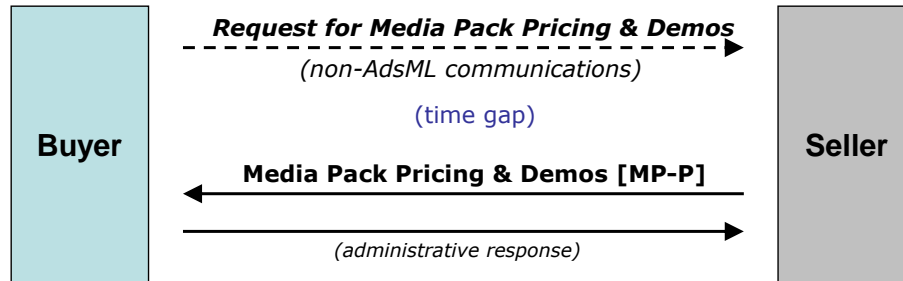 Request for Media Pack Pricing & Demos
(non-AdsML communications)
(time gap)
Buyer
Seller
Media Pack Pricing & Demos [MP-P]
(administrative response)